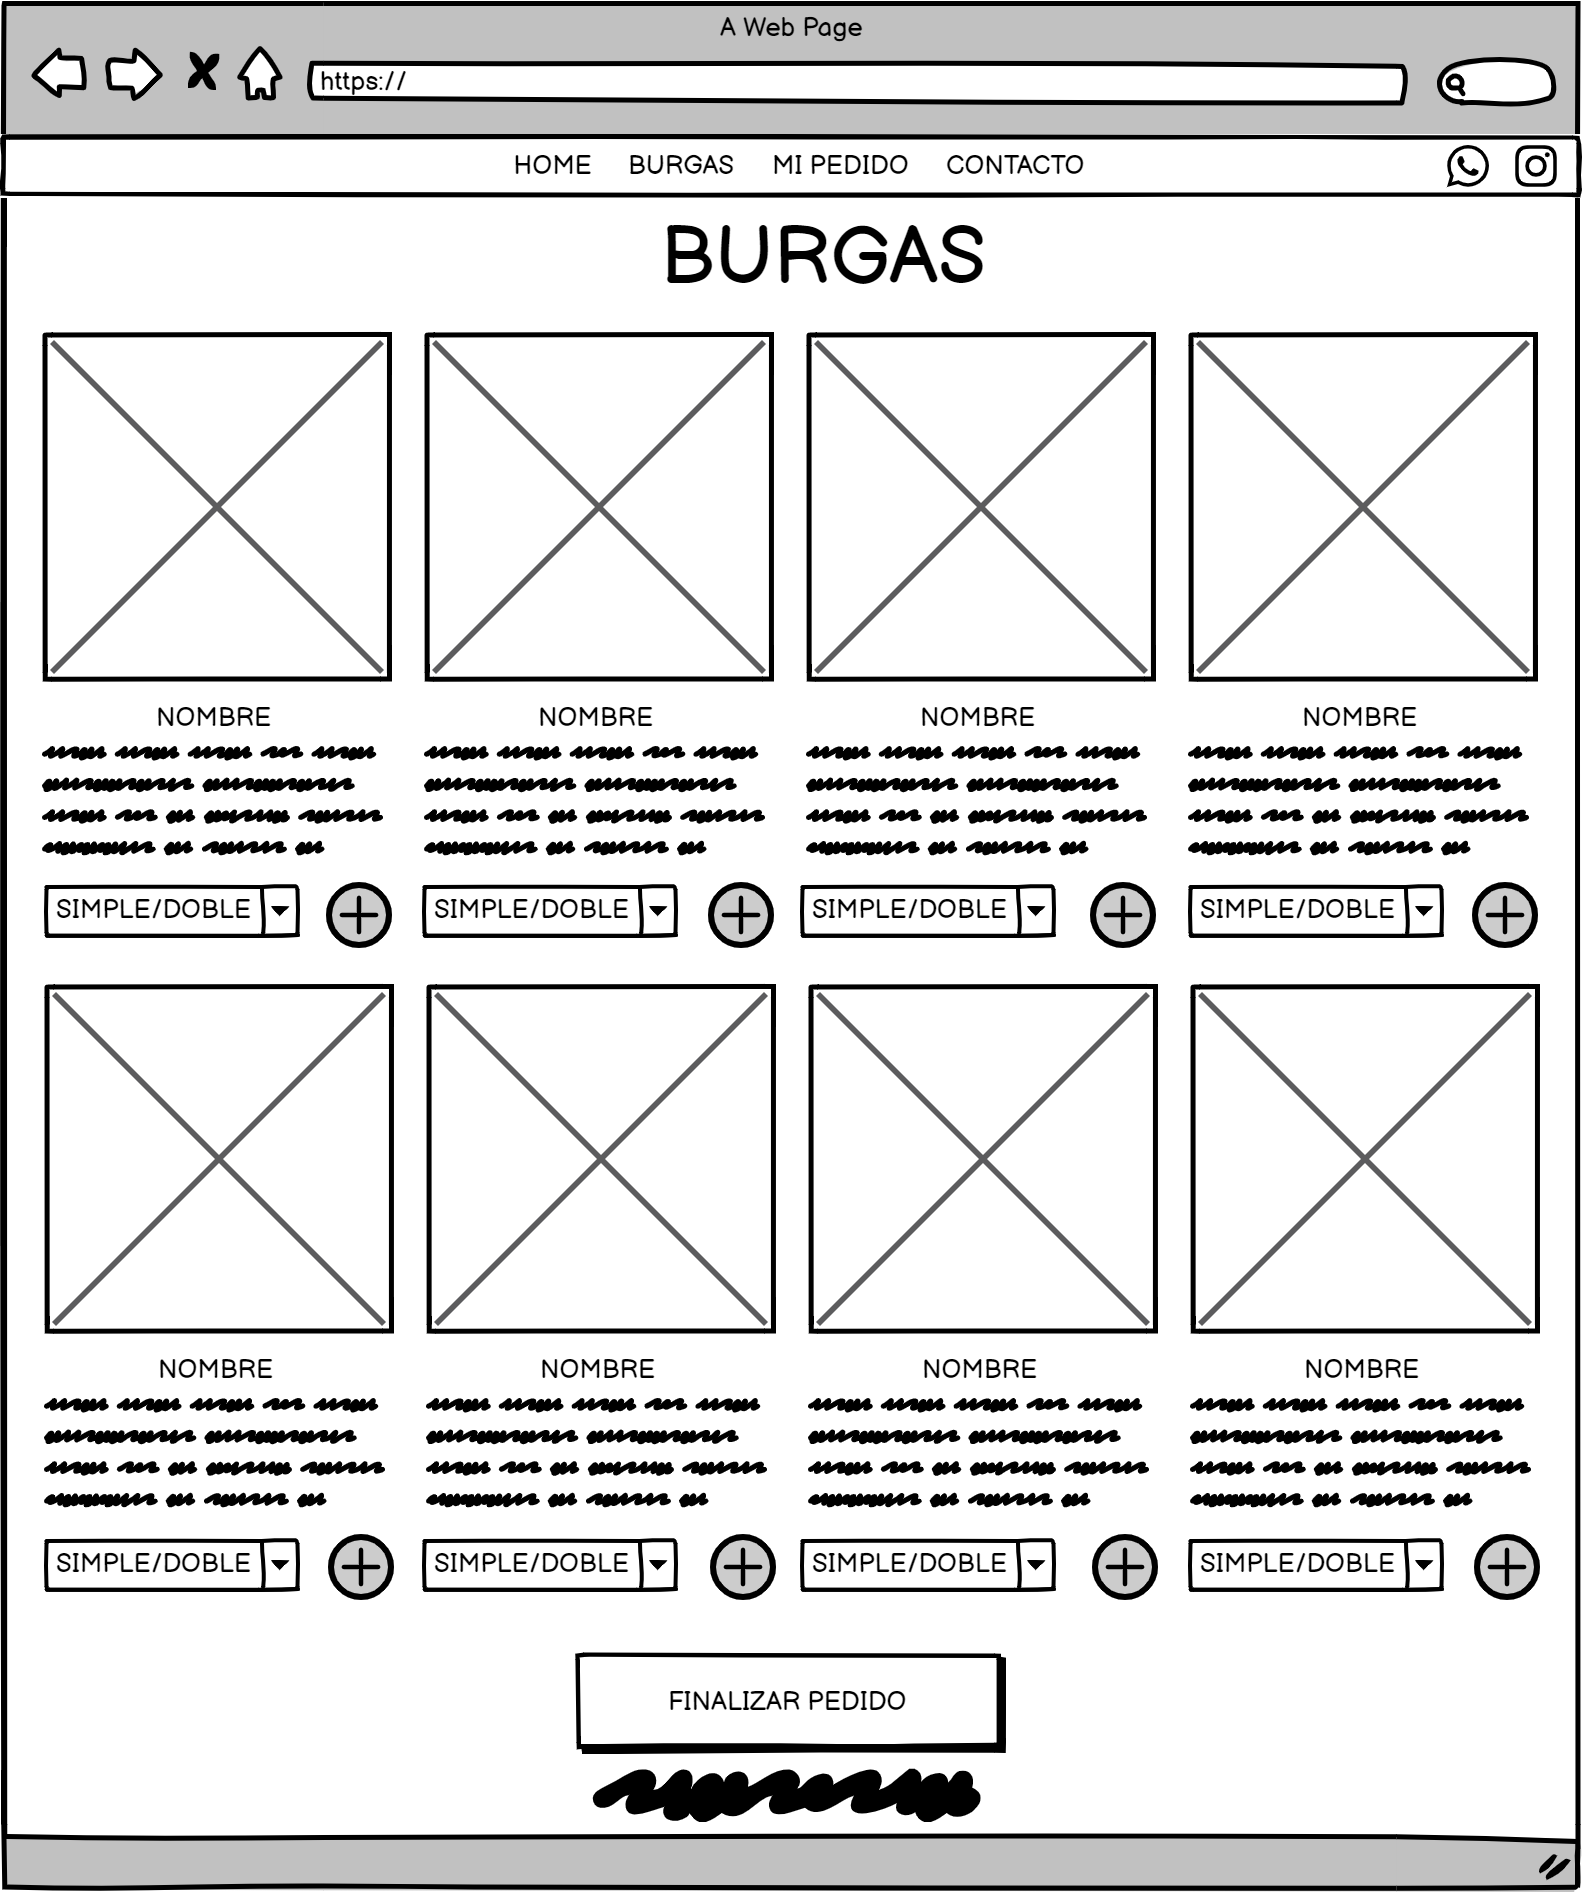 A Web Page
https://
HOME BURGAS MI PEDIDO CONTACTO
BURGAS
NOMBRE NOMBRE NOMBRE NOMBRE
SIMPLE/DOBLE SIMPLE/DOBLE SIMPLE/DOBLE SIMPLE/DOBLE
NOMBRE NOMBRE NOMBRE NOMBRE
SIMPLE/DOBLE SIMPLE/DOBLE SIMPLE/DOBLE SIMPLE/DOBLE
FINALIZAR PEDIDO